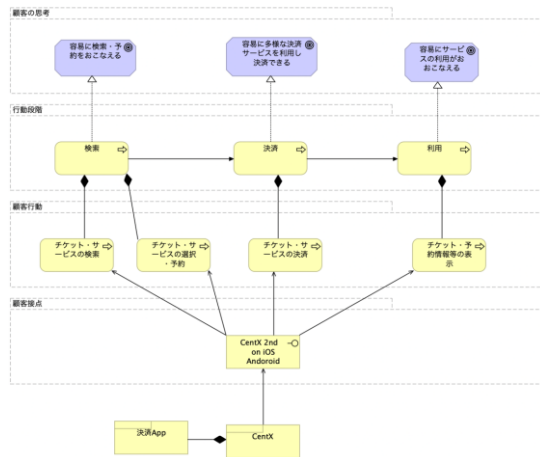 顧客の思考
容易に検索・予
約をおこなえる
容易に多様な決済
サービスを利用し
決済できる
容易にサービ
スの利用がお
おこなえる
行動段階
検索
決済
利用
顧客行動
チケット・サ
ービスの検索
チケット・サー
ビスの選択
・予約
チケット・サ
ービスの決済
チケット・予
約情報等の表
示
顧客接点
CentX 2nd
on iOS
Andoroid
決済App
CentX